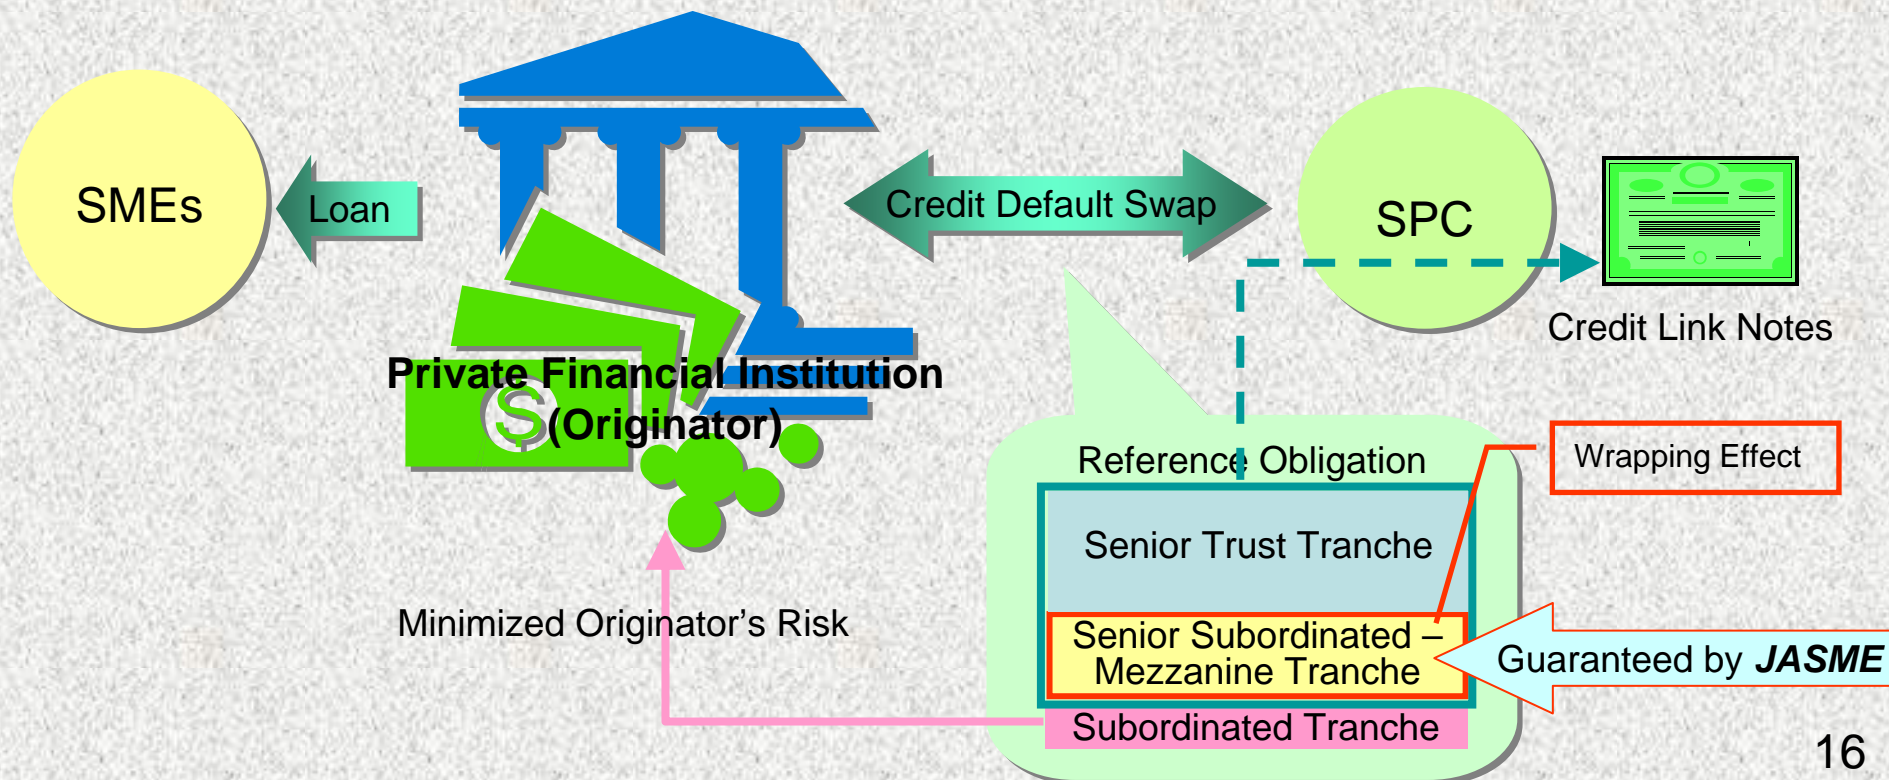 SMEs
Loan
Private Financial Institution
(Originator)
$
Credit Default Swap
SPC
Credit Link Notes
Reference Obligation
Wrapping Effect
Senior Trust Tranche
Minimized Originator’s Risk
Senior Subordinated –
Mezzanine Tranche
Guaranteed by JASME
Subordinated Tranche
16